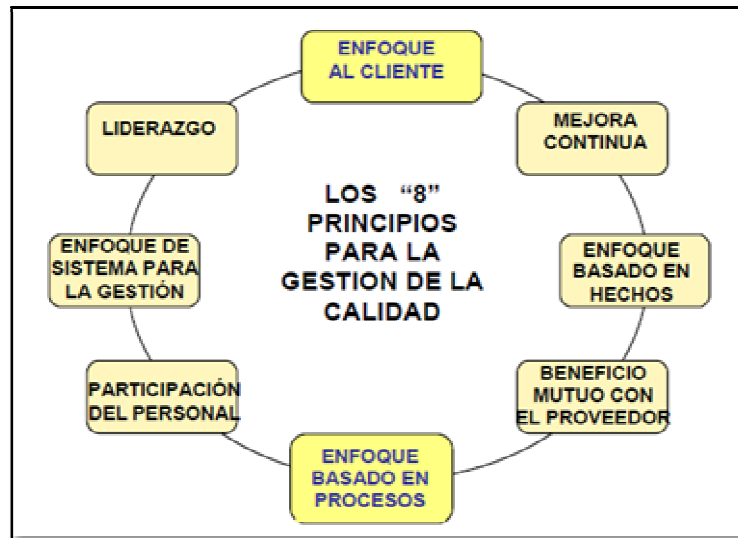 ENFOQUE
AL CLIENTE
LIDERAZGO
MEJORA
CONTINUA
LOS “8”
PRINCIPIOS
PARA LA
GESTION DE LA
CALIDAD
ENFOQUE DE
SISTEMA PARA
LA GESTIÓN
ENFOQUE
BASADO EN
HECHOS
PARTICIPACIÓN
DEL PERSONAL
BENEFICIO
MUTUO CON
EL PROVEEDOR
ENFOQUE
BASADO EN
PROCESOS